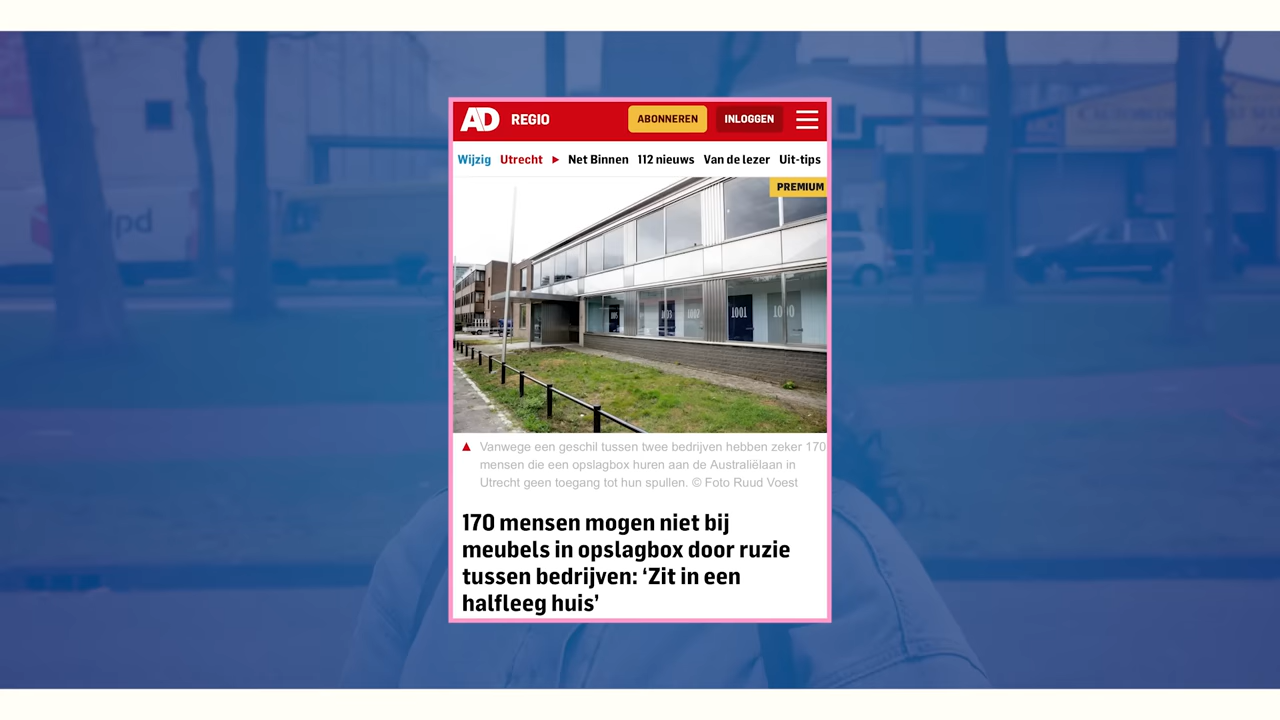 AD REGIO ABONNEREN INLOGGEN
Wijzig Utrecht ▶ Net Binnen 112 nieuws Van de lezer Uit-tips
PREMIUM
1001
▲ Vanwege een geschil tussen twee bedrijven hebben zeker 170
mensen die een opslagbox huren aan de Australiëlaan in
Utrecht geen toegang tot hun spullen. © Foto Ruud Voest
170 mensen mogen niet bij
meubels in opslagbox door ruzie
tussen bedrijven: ‘Zit in een
halfleeg huis’